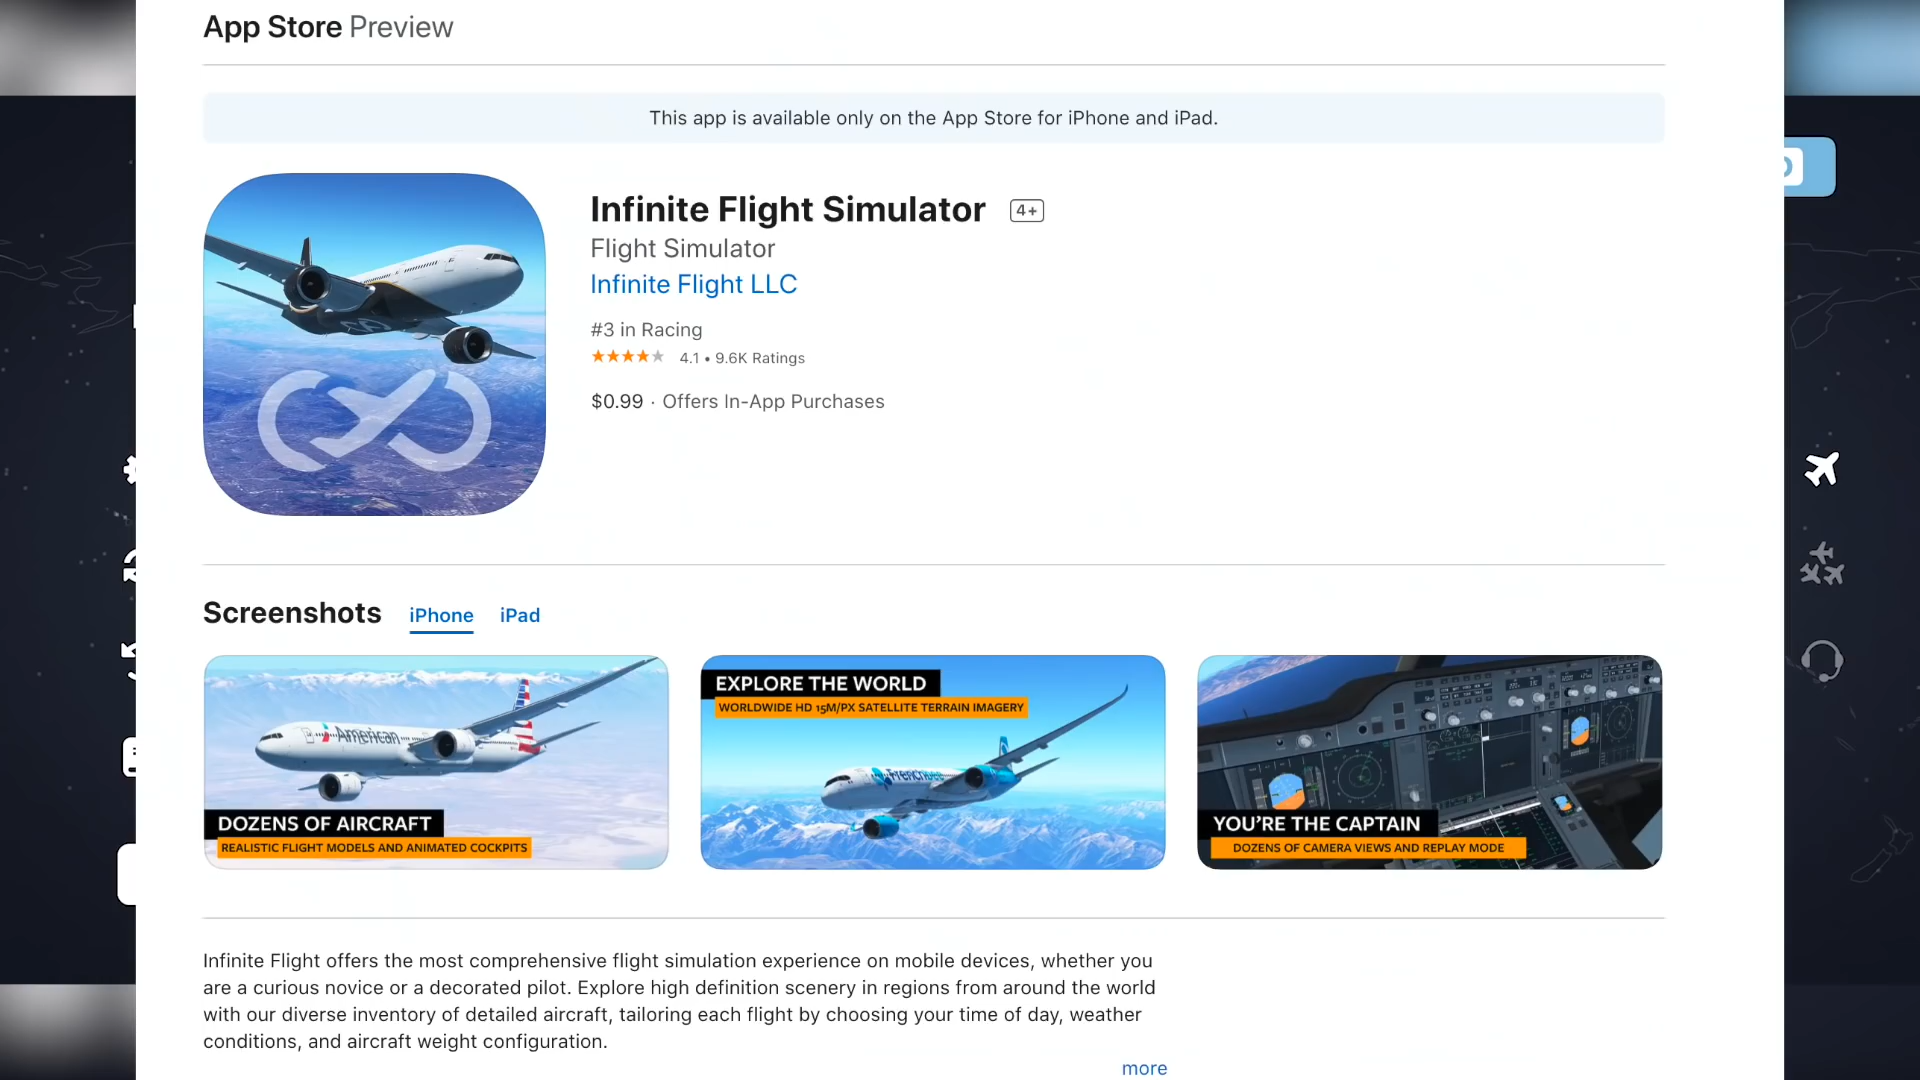 App Store Preview
This app is available only on the App Store for iPhone and iPad.
Infinite Flight Simulator 4+
Flight Simulator
Infinite Flight LLC
#3 in Racing
4.1 • 9.6K Ratings
$0.99 · Offers In-App Purchases
Screenshots iPhone iPad
American
DOZENS OF AIRCRAFT
REALISTIC FLIGHT MODELS AND ANIMATED COCKPITS
EXPLORE THE WORLD
WORLDWIDE HD 15M/PX SATELLITE TERRAIN IMAGERY
Frenchbee
YOU'RE THE CAPTAIN
DOZENS OF CAMERA VIEWS AND REPLAY MODE
Infinite Flight offers the most comprehensive flight simulation experience on mobile devices, whether you
are a curious novice or a decorated pilot. Explore high definition scenery in regions from around the world
with our diverse inventory of detailed aircraft, tailoring each flight by choosing your time of day, weather
conditions, and aircraft weight configuration.
more